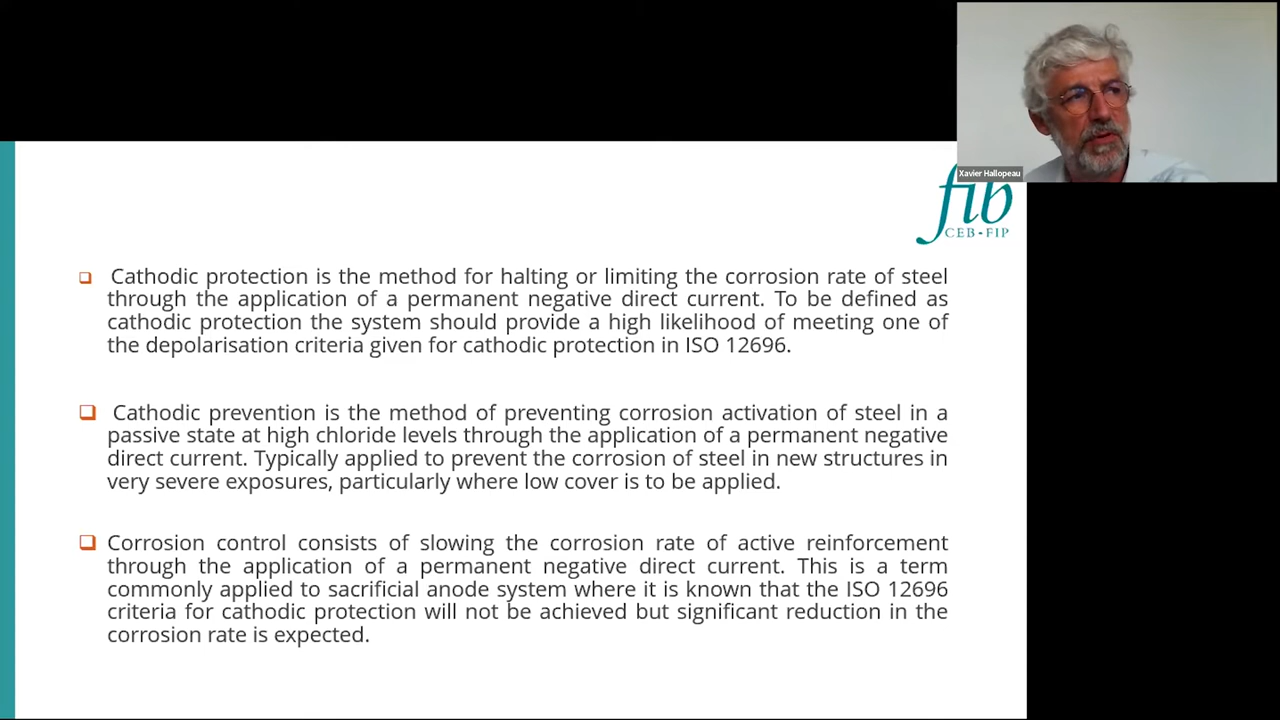 Xavier Hallopeau
fib
CEB-FIP
Cathodic protection is the method for halting or limiting the corrosion rate of steel
through the application of a permanent negative direct current. To be defined as
cathodic protection the system should provide a high likelihood of meeting one of
the depolarisation criteria given for cathodic protection in ISO 12696.
Cathodic prevention is the method of preventing corrosion activation of steel in a
passive state at high chloride levels through the application of a permanent negative
direct current. Typically applied to prevent the corrosion of steel in new structures in
very severe exposures, particularly where low cover is to be applied.
Corrosion control consists of slowing the corrosion rate of active reinforcement
through the application of a permanent negative direct current. This is a term
commonly applied to sacrificial anode system where it is known that the ISO 12696
criteria for cathodic protection will not be achieved but significant reduction in the
corrosion rate is expected.